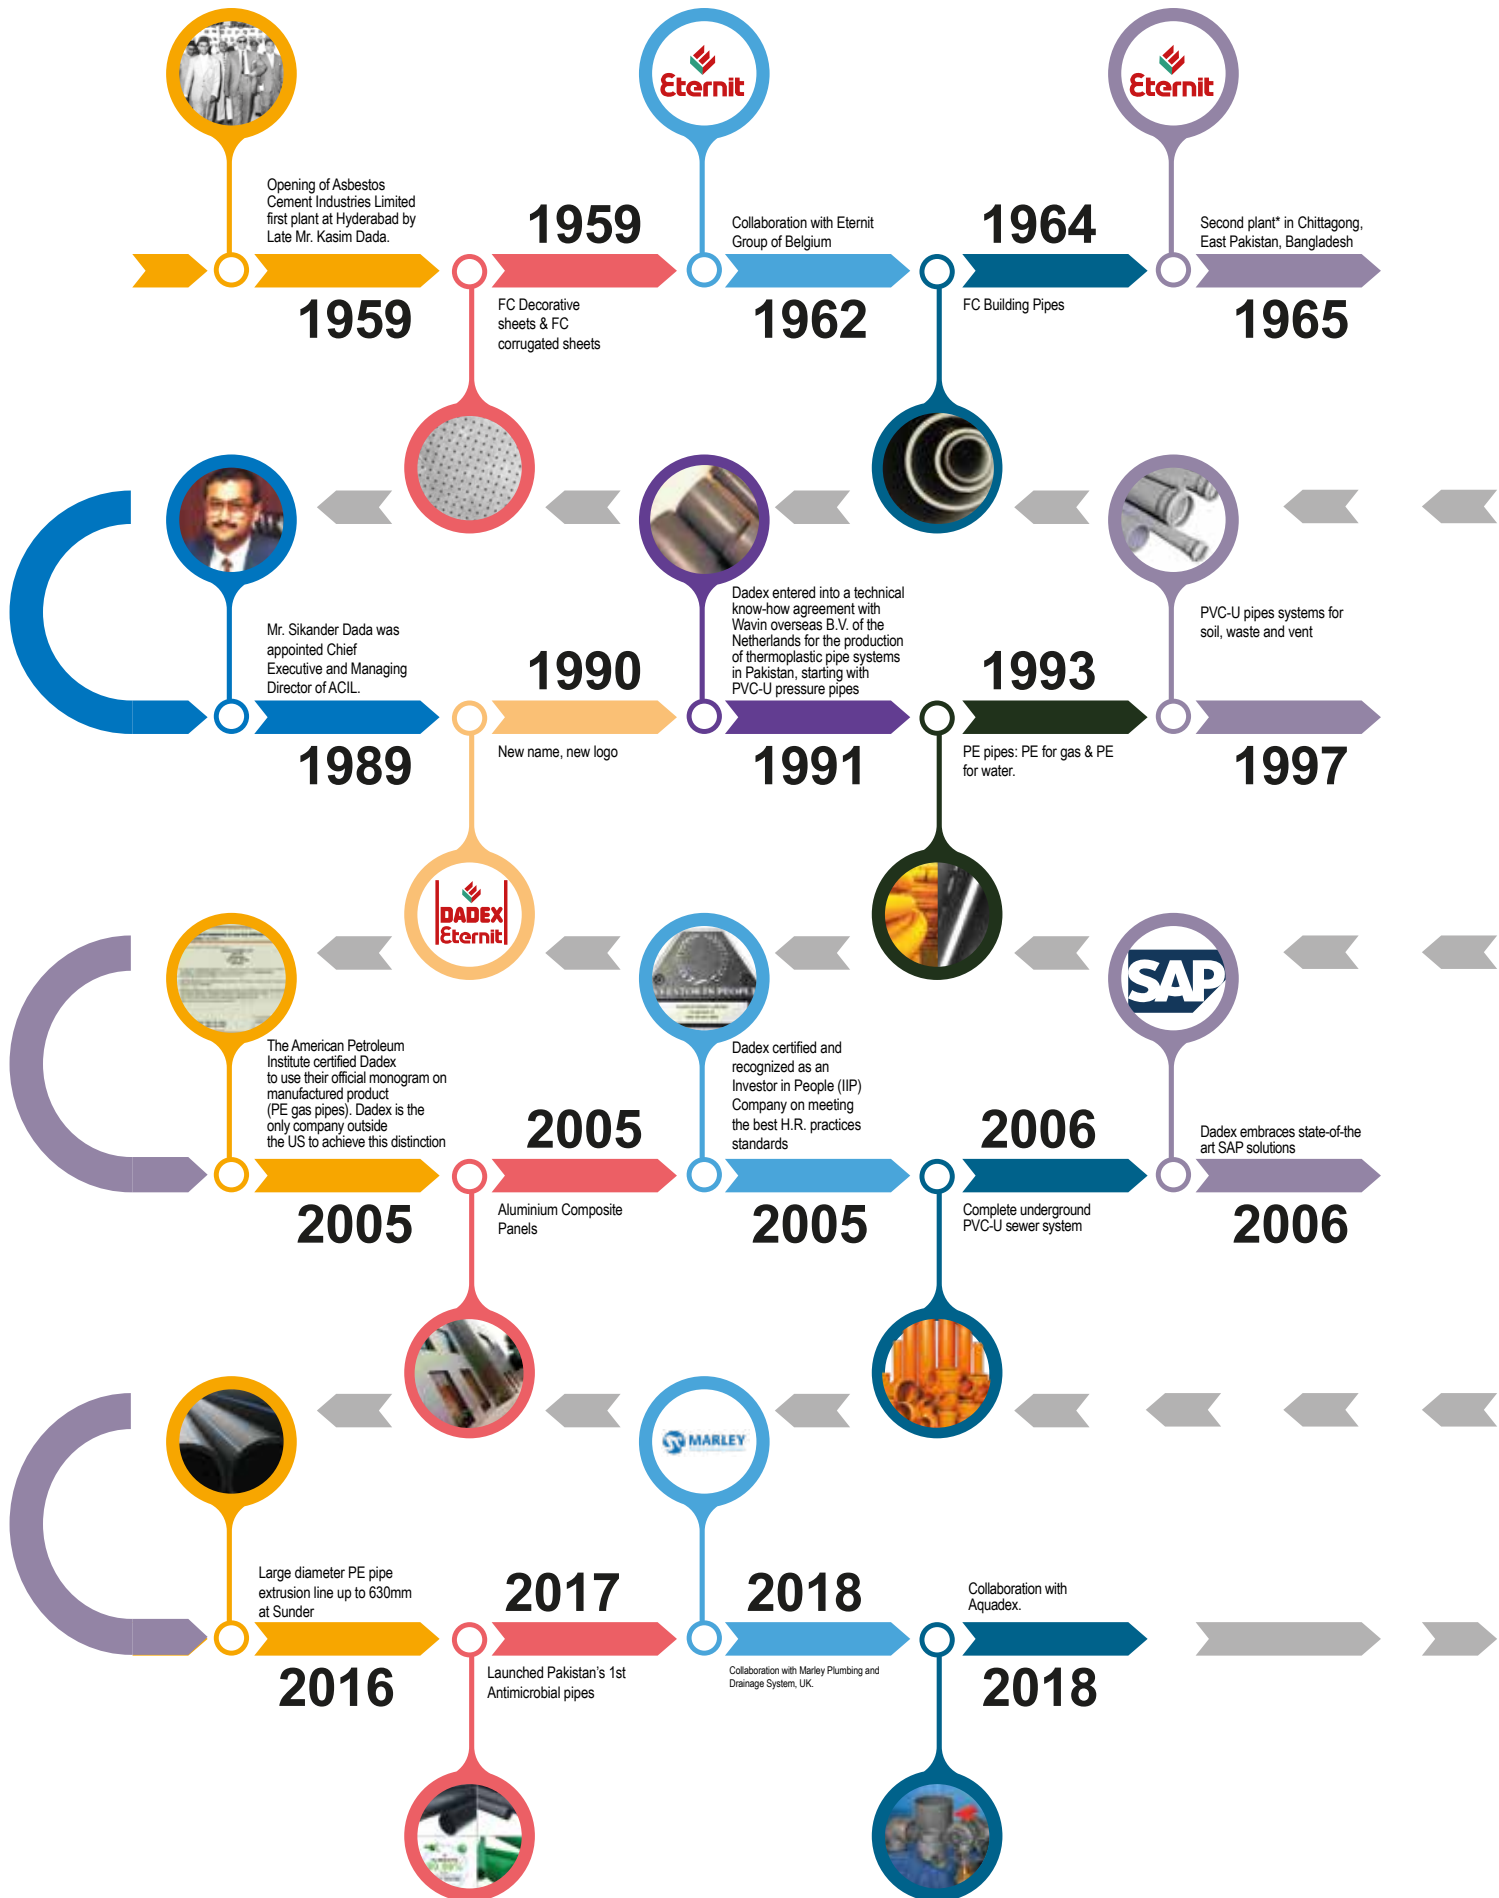 Eternit
Eternit
Opening of Asbestos
Cement Industries Limited
first plant at Hyderabad by
Late Mr. Kasim Dada.
1959
1959
FC Decorative
sheets & FC
corrugated sheets
Collaboration with Eternit
Group of Belgium
1962
1964
FC Building Pipes
Second plant* in Chittagong,
East Pakistan, Bangladesh
1965
Mr. Sikander Dada was
appointed Chief
Executive and Managing
Director of ACIL.
1989
1990
New name, new logo
DADEX
Eternit
Dadex entered into a technical
know-how agreement with
Wavin overseas B.V. of the
Netherlands for the production
of thermoplastic pipe systems
in Pakistan, starting with
PVC-U pressure pipes
1991
1993
PE pipes: PE for gas & PE
for water.
PVC-U pipes systems for
soil, waste and vent
1997
The American Petroleum
Institute certified Dadex
to use their official monogram on
manufactured product
(PE gas pipes). Dadex is the
only company outside
the US to achieve this distinction
2005
2005
Aluminium Composite
Panels
INVESTOR IN PEOPLE
Dadex certified and
recognized as an
Investor in People (IIP)
Company on meeting
the best H.R. practices
standards
2005
2006
Complete underground
PVC-U sewer system
SAP
Dadex embraces state-of-the
art SAP solutions
2006
Large diameter PE pipe
extrusion line up to 630mm
at Sunder
2016
2017
Launched Pakistan's 1st
Antimicrobial pipes
MARLEY
2018
Collaboration with Marley Plumbing and
Drainage System, UK.
Collaboration with
Aquadex.
2018